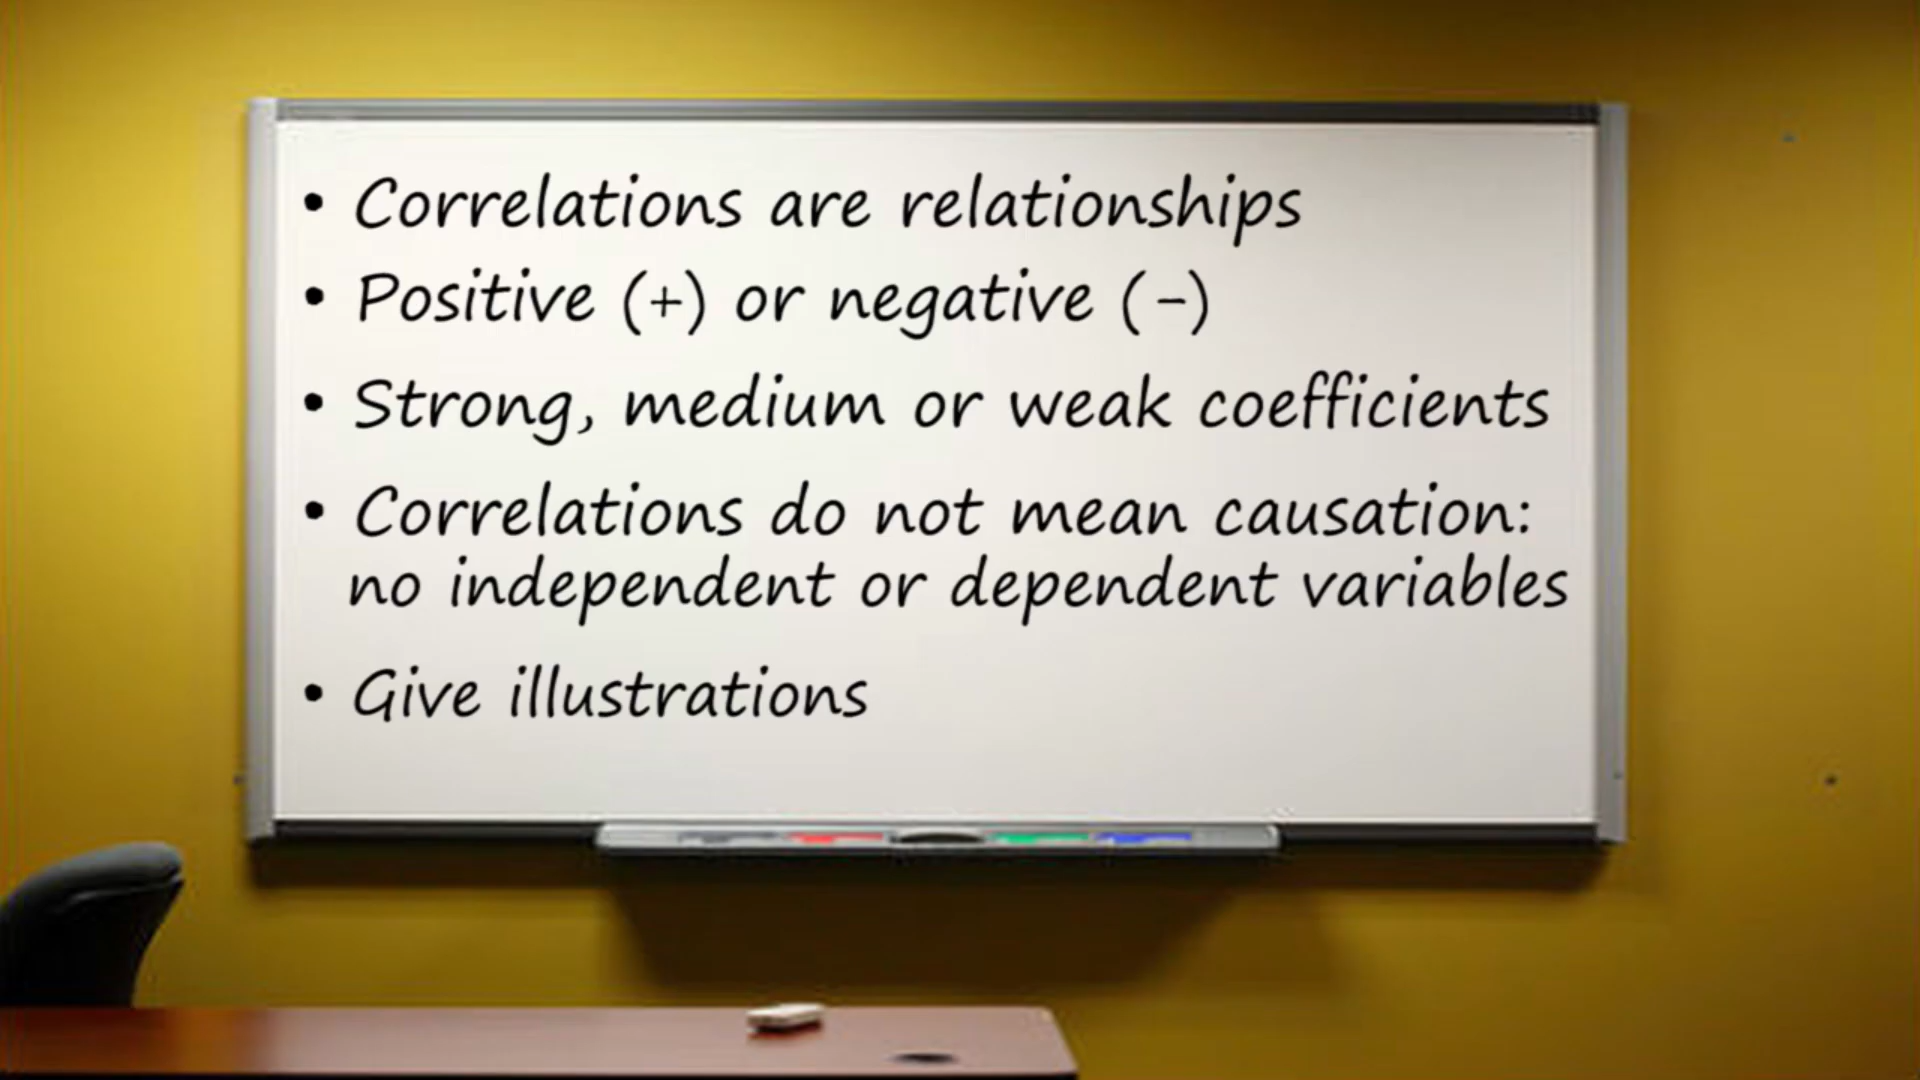 • Correlations are relationships
• Positive (+) or negative (-)
• Strong, medium or weak coefficients
• Correlations do not mean causation:
no independent or dependent variables
• Give illustrations